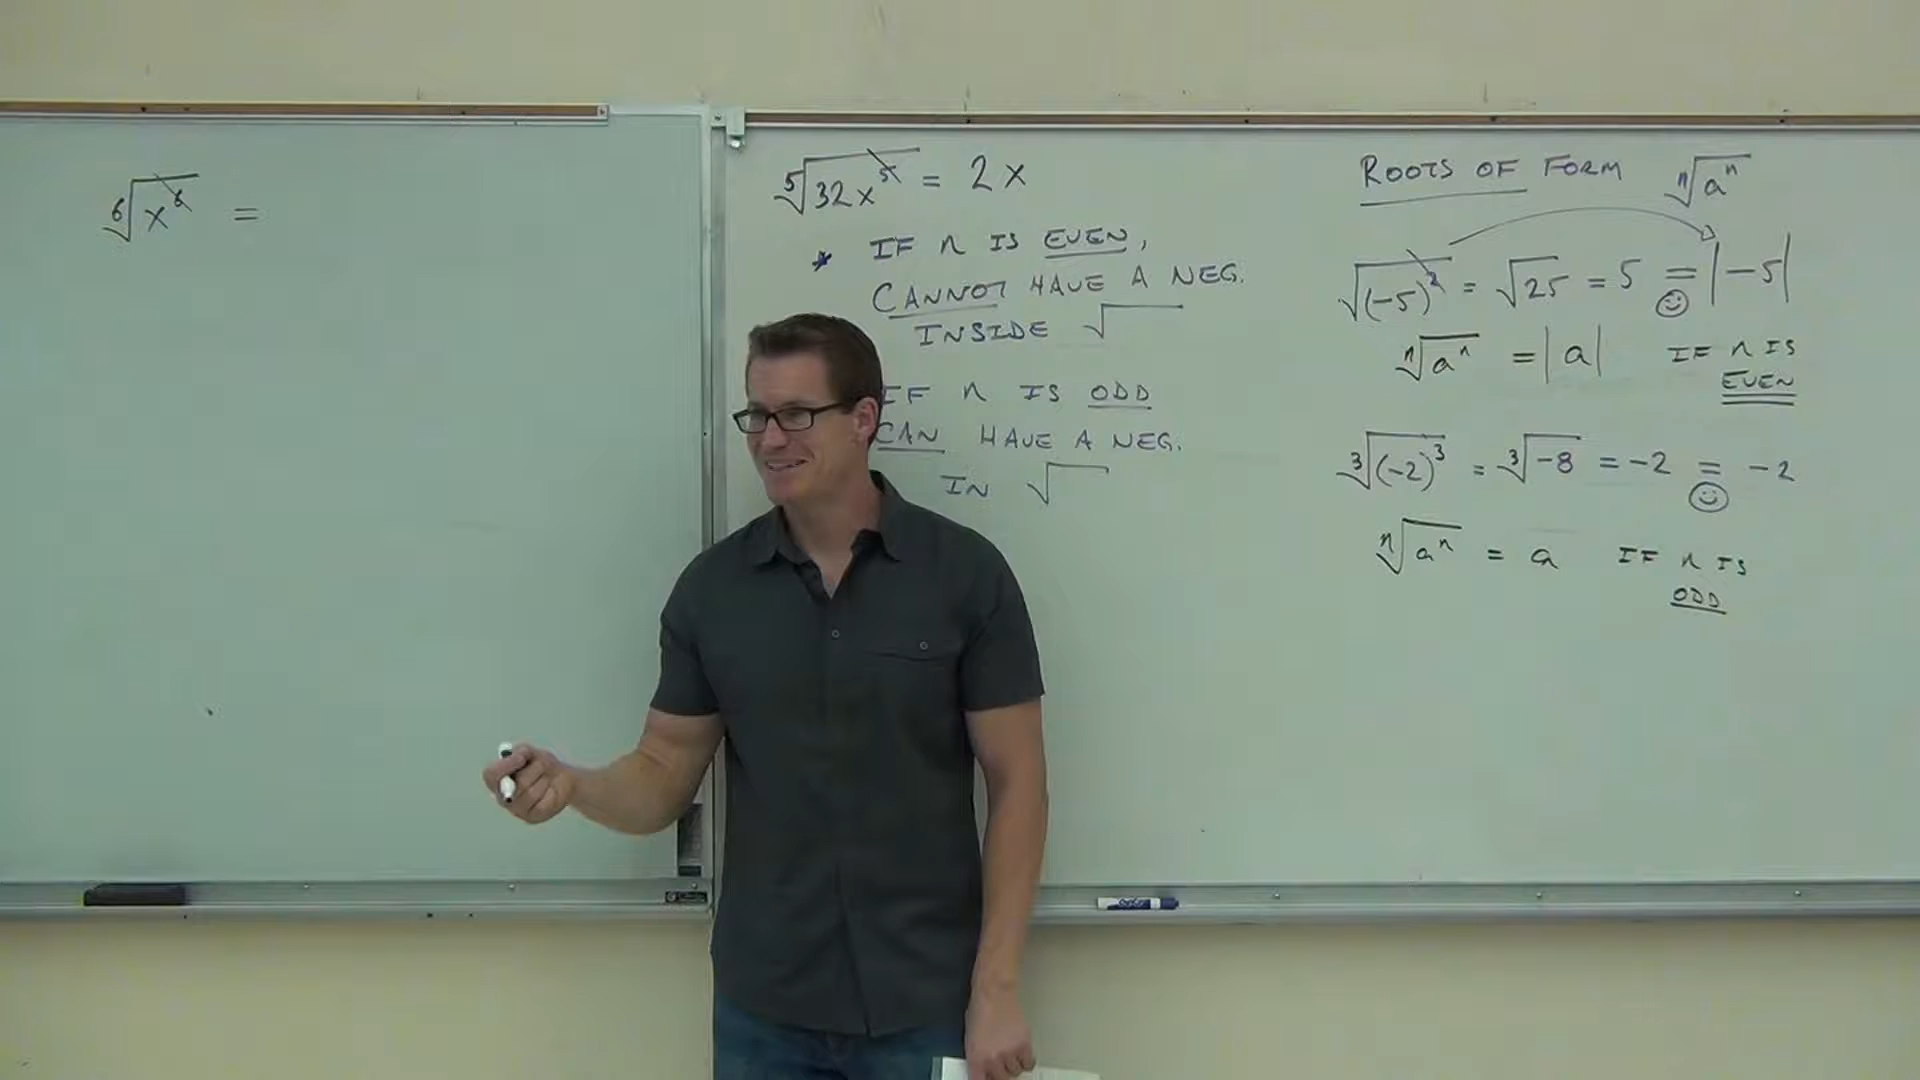 ⁶√x⁶ =
⁵√32x⁵ = 2x
* IF n IS EVEN,
CANNOT HAVE A NEG.
INSIDE √
IF n IS ODD
CAN HAVE A NEG.
IN √
ROOTS OF FORM ⁿ√aⁿ
√(-5)² = √25 = 5 = |-5|
ⁿ√aⁿ = |a| IF n IS
EVEN
³√(-2)³ = ³√-8 = -2 = -2
ⁿ√aⁿ = a IF n IS
ODD